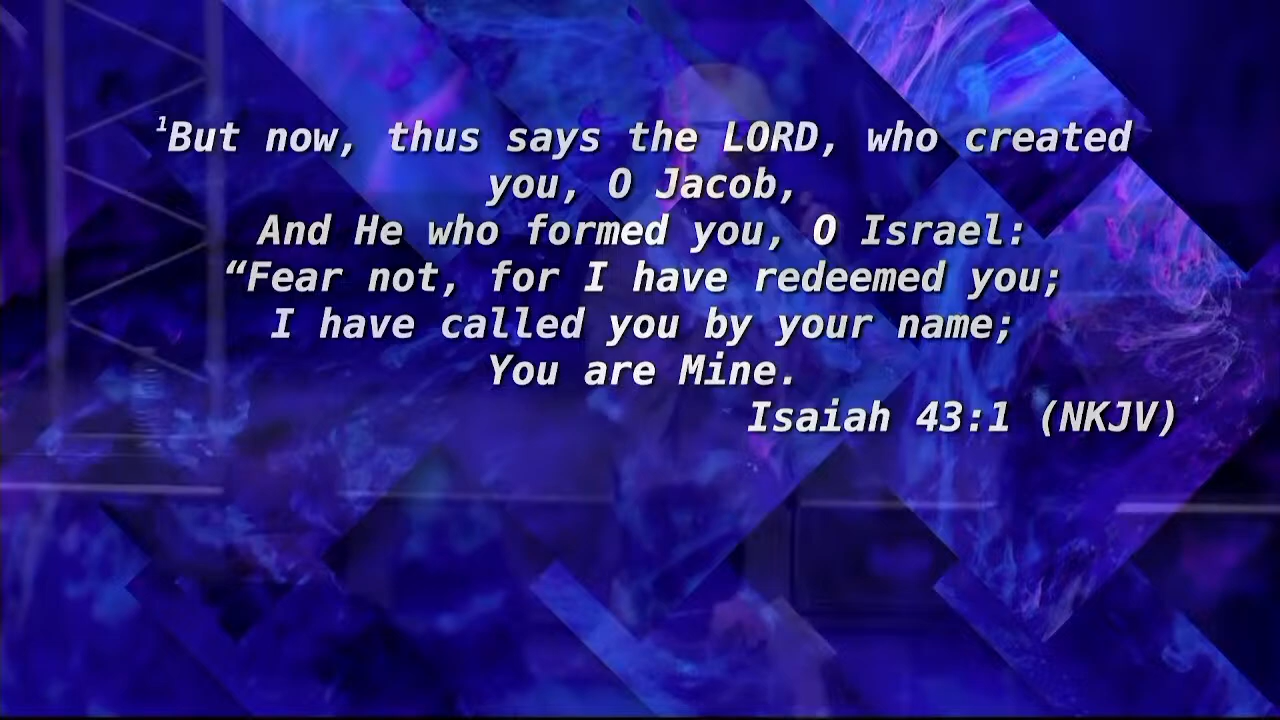 ¹But now, thus says the LORD, who created
you, O Jacob,
And He who formed you, O Israel:
“Fear not, for I have redeemed you;
I have called you by your name;
You are Mine.
Isaiah 43:1 (NKJV)